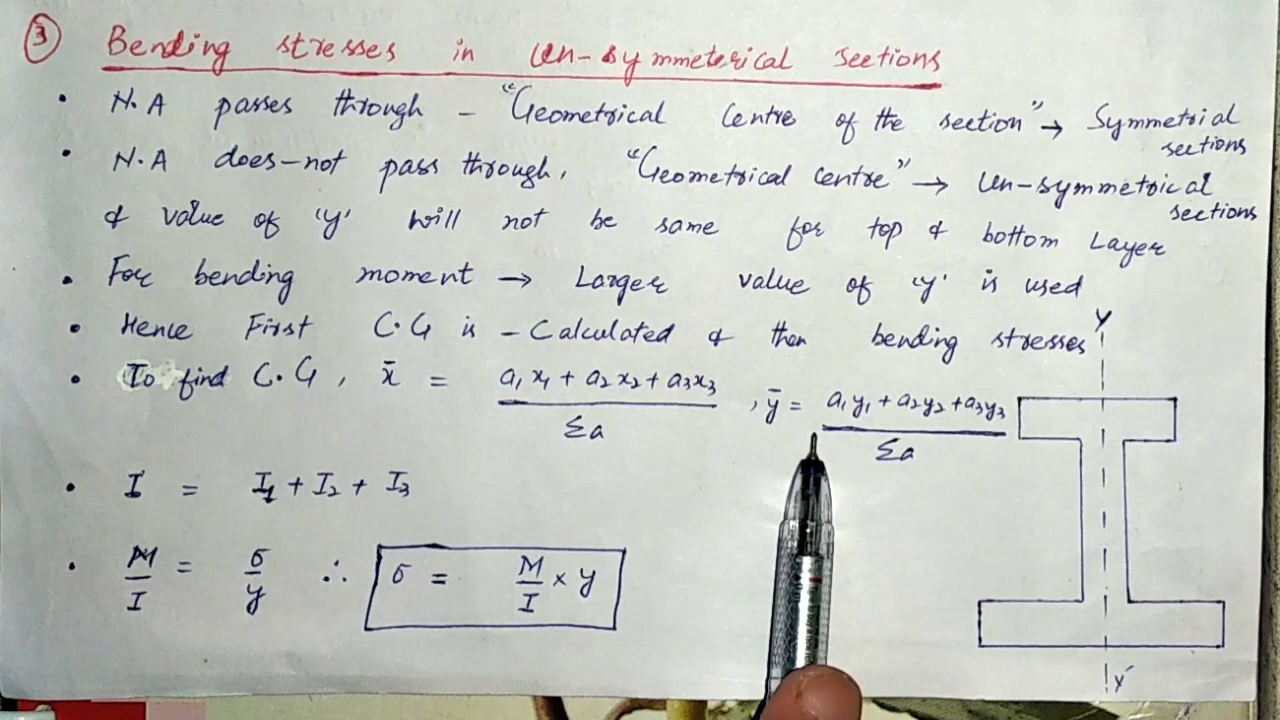 3 Bending stresses in Un-symmeterical sections
• N.A passes through - "Geometrical Centre of the section" → Symmetrial sections
• N.A does-not pass through, "Geometrical centre" → Un-symmetrical sections
& value of 'y' will not be same for top & bottom Layer
• For bending moment → Larger value of 'y' is used
• Hence First C.G is - Calculated & then bending stresses
• To find C.G, x̄ = a₁x₁ + a₂x₂ + a₃x₃ / Σa , ȳ = a₁y₁ + a₂y₂ + a₃y₃ / Σa
• I = I₁ + I₂ + I₃
• M/I = σ/y ∴ σ = M/I × y
Y
Y'